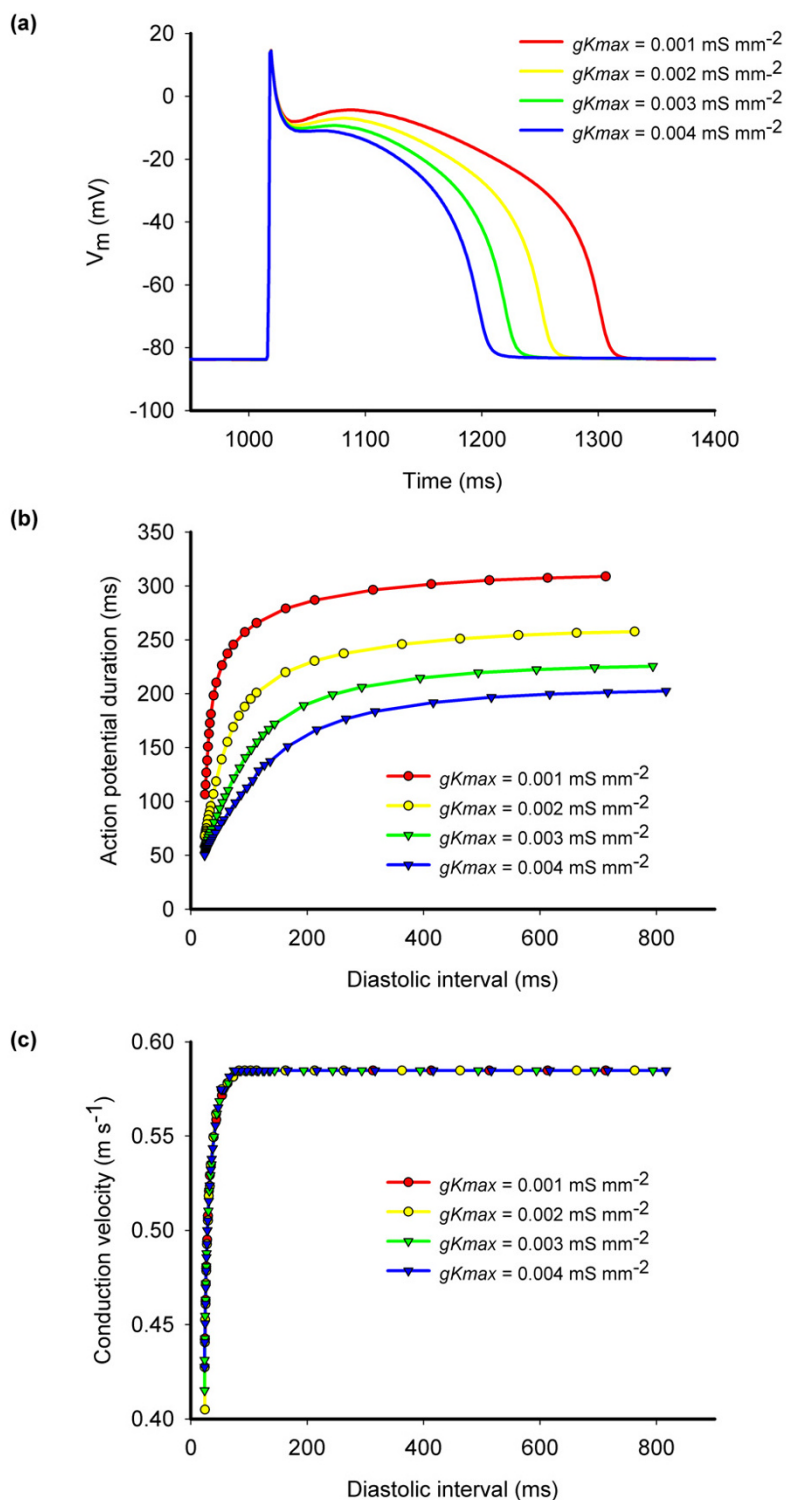 (a)
20
0
-20
-40
-60
-80
-100
V_m (mV)
gKmax = 0.001 mS mm-2
gKmax = 0.002 mS mm-2
gKmax = 0.003 mS mm-2
gKmax = 0.004 mS mm-2
1000 1100 1200 1300 1400
Time (ms)
(b)
350
300
250
200
150
100
50
0
Action potential duration (ms)
gKmax = 0.001 mS mm-2
gKmax = 0.002 mS mm-2
gKmax = 0.003 mS mm-2
gKmax = 0.004 mS mm-2
0 200 400 600 800
Diastolic interval (ms)
(c)
0.60
0.55
0.50
0.45
0.40
Conduction velocity (m s-1)
gKmax = 0.001 mS mm-2
gKmax = 0.002 mS mm-2
gKmax = 0.003 mS mm-2
gKmax = 0.004 mS mm-2
0 200 400 600 800
Diastolic interval (ms)